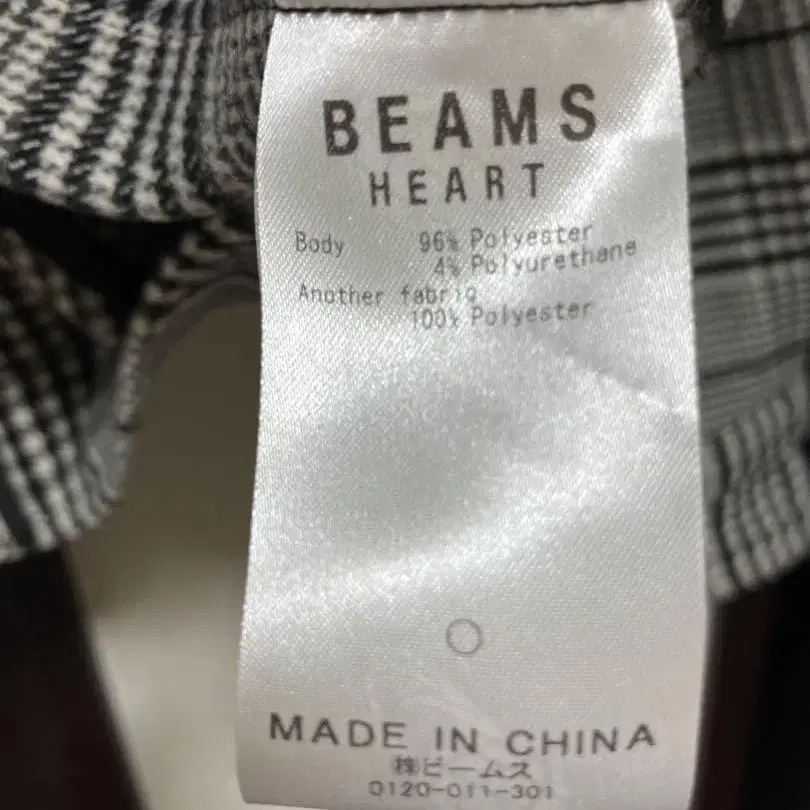 BEAMS
HEART
Body 96% Polyester
4% Polyurethane
Another fabric
100% Polyester
MADE IN CHINA
㈱ビームス
0120-011-301